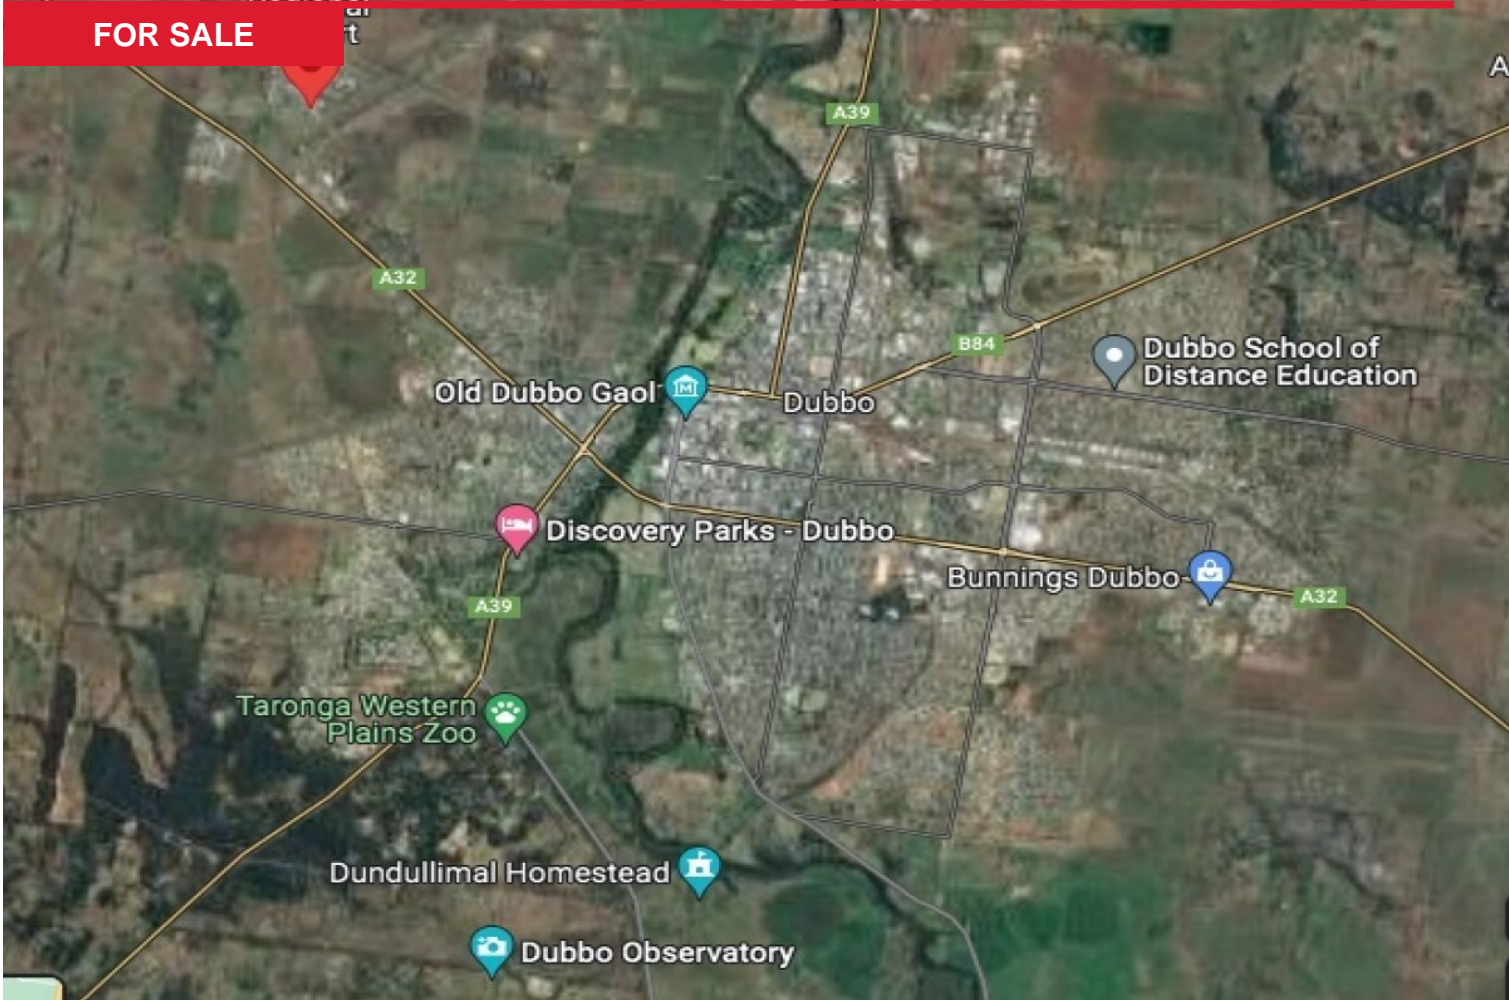 FOR SALE
A39
A32
B84
Dubbo School of
Distance Education
Old Dubbo Gaol
Dubbo
Discovery Parks - Dubbo
Bunnings Dubbo
A32
A39
Taronga Western
Plains Zoo
Dundullimal Homestead
Dubbo Observatory